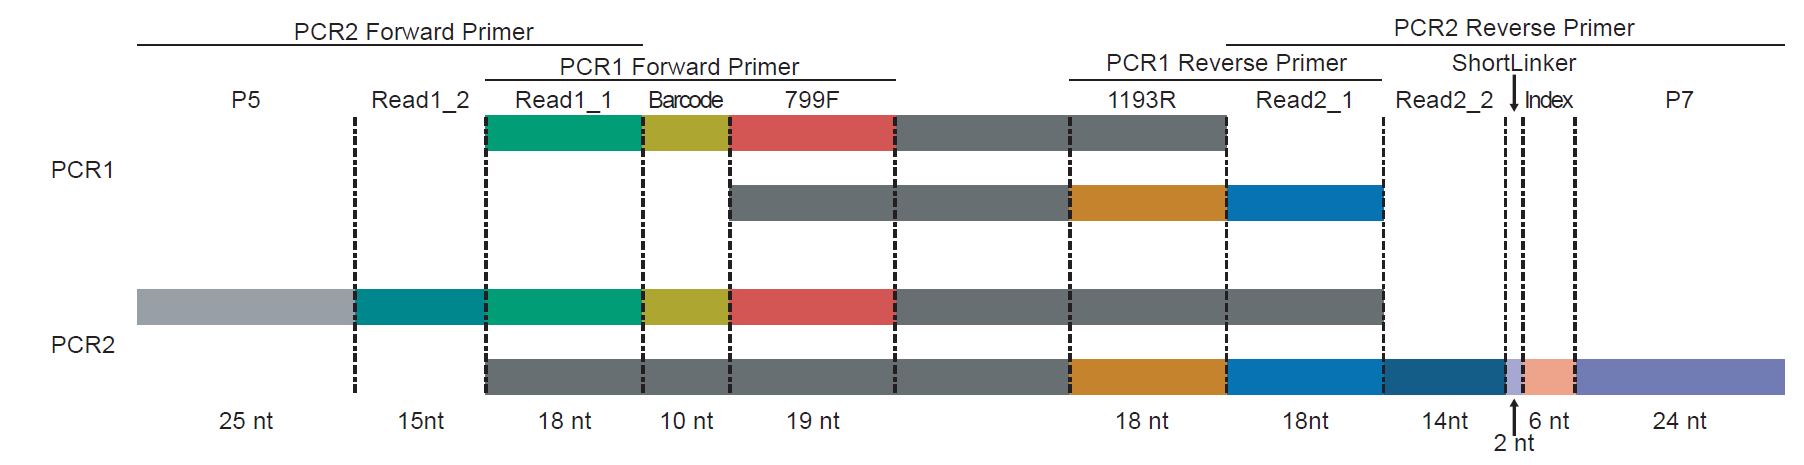 PCR2 Forward Primer
PCR2 Reverse Primer
PCR1 Forward Primer
PCR1 Reverse Primer
ShortLinker
P5
Read1_2
Read1_1
Barcode
799F
1193R
Read2_1
Read2_2
Index
P7
PCR1
PCR2
25 nt
15nt
18 nt
10 nt
19 nt
18 nt
18nt
14nt
2 nt
6 nt
24 nt